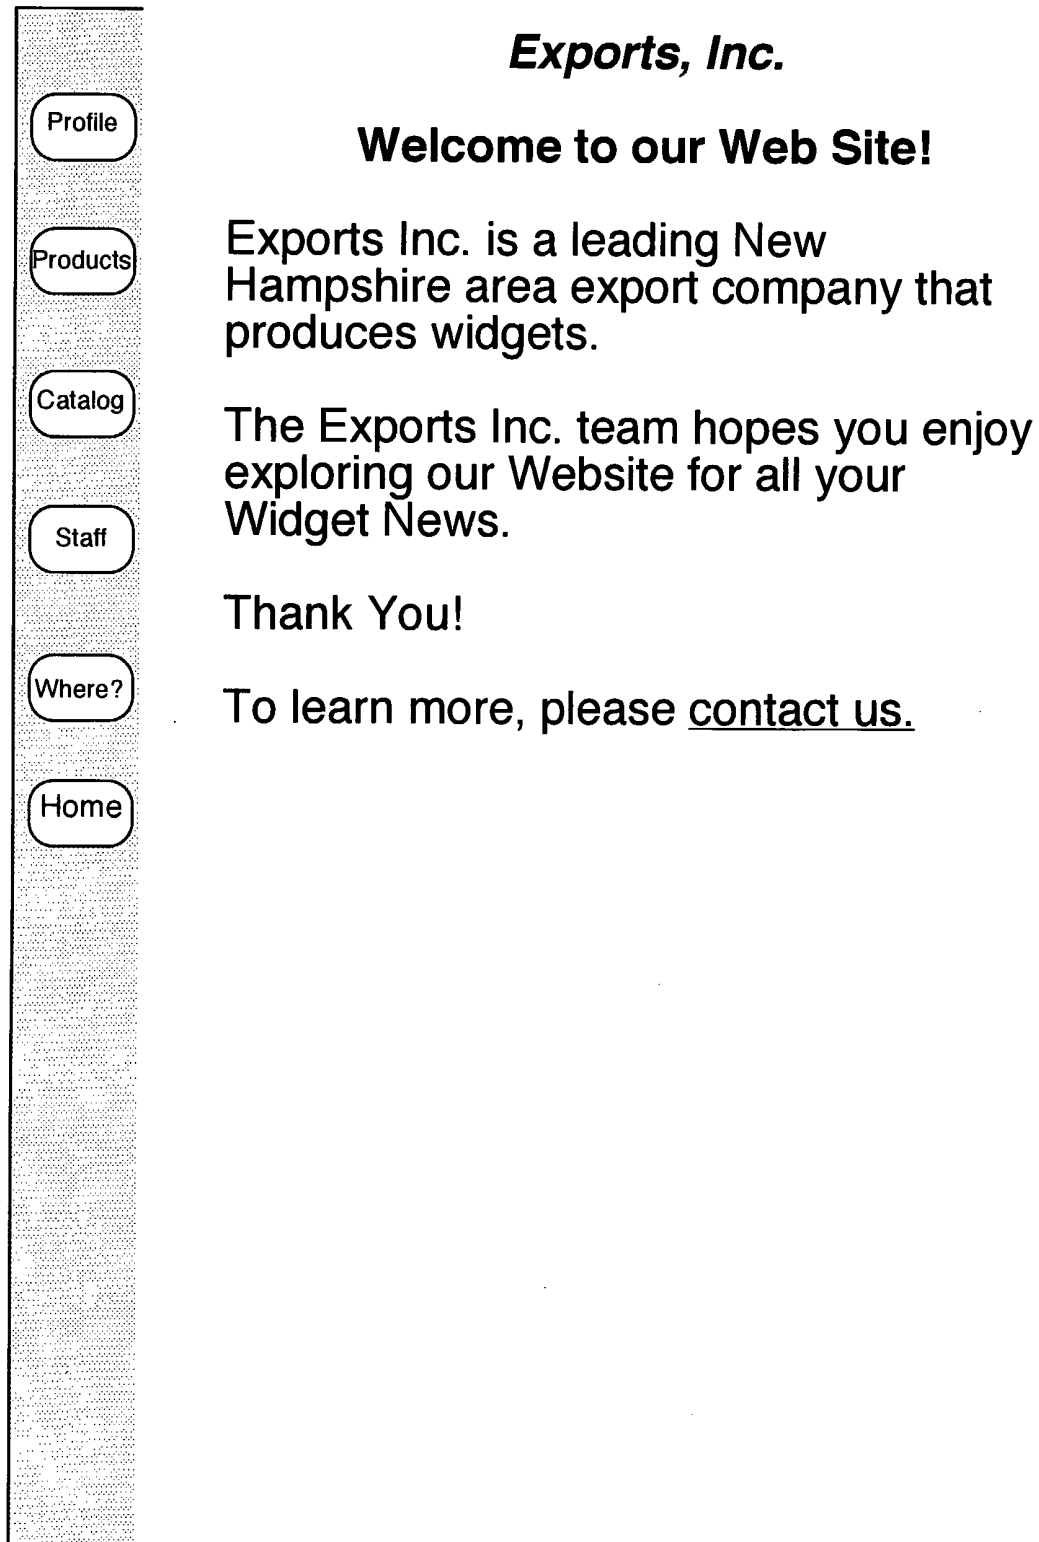 Exports, Inc.
Welcome to our Web Site!
Profile
Products
Catalog
Staff
Where?
Home
Exports Inc. is a leading New
Hampshire area export company that
produces widgets.
The Exports Inc. team hopes you enjoy
exploring our Website for all your
Widget News.
Thank You!
To learn more, please contact us.